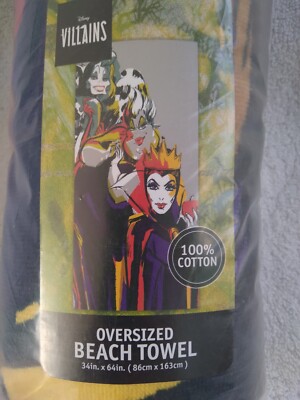 Disney
VILLAINS
100%
COTTON
OVERSIZED
BEACH TOWEL
34in. x 64in. ( 86cm x 163cm )